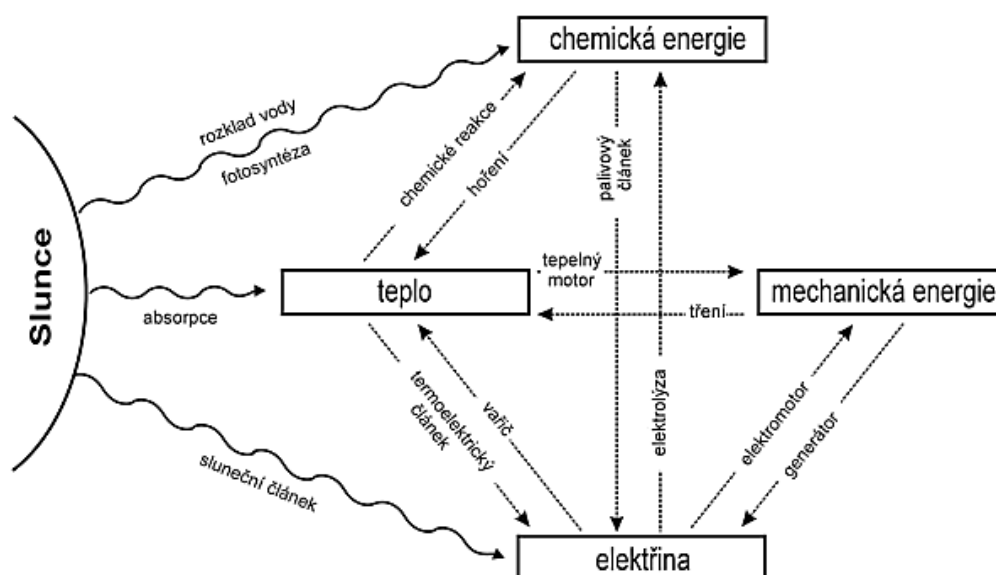 chemická energie
rozklad vody
fotosyntéza
chemické reakce
hoření
palivový
článek
Slunce
absorpce
teplo
tepelný
motor
tření
mechanická energie
sluneční článek
termoelektrický
článek
vařič
elektrolýza
elektromotor
generátor
elektřina